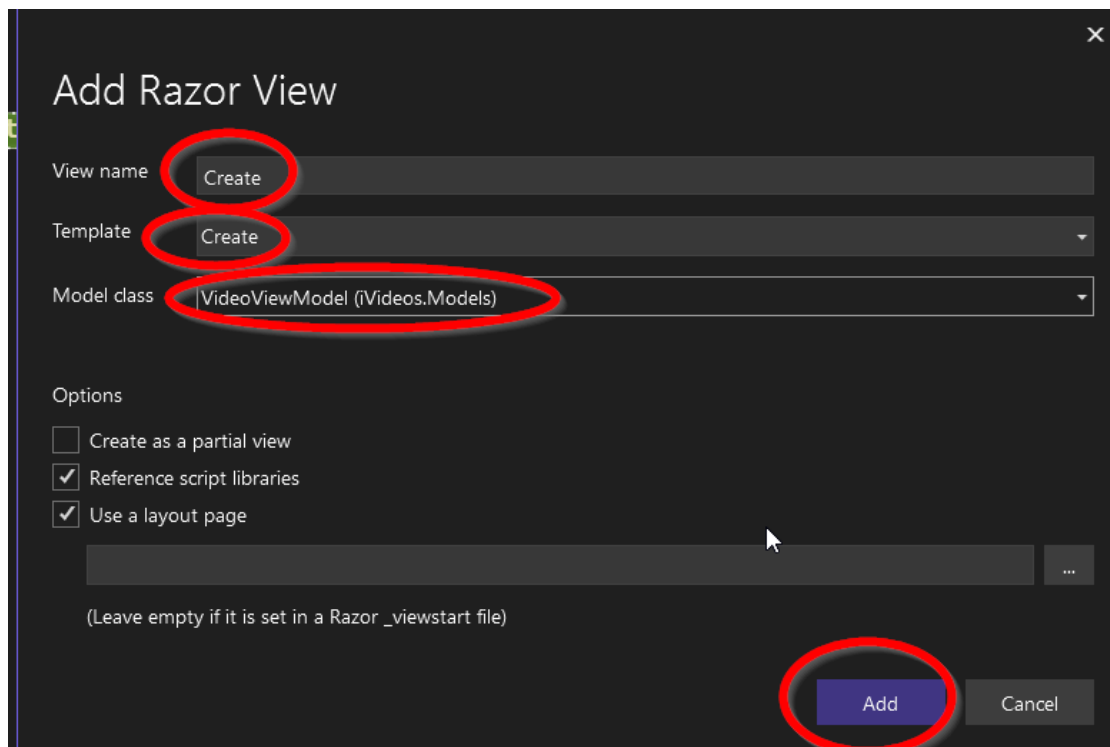 Add Razor View
View name Create
Template Create
Model class VideoViewModel (iVideos.Models)
Options
Create as a partial view
Reference script libraries
Use a layout page
...
(Leave empty if it is set in a Razor _viewstart file)
Add Cancel